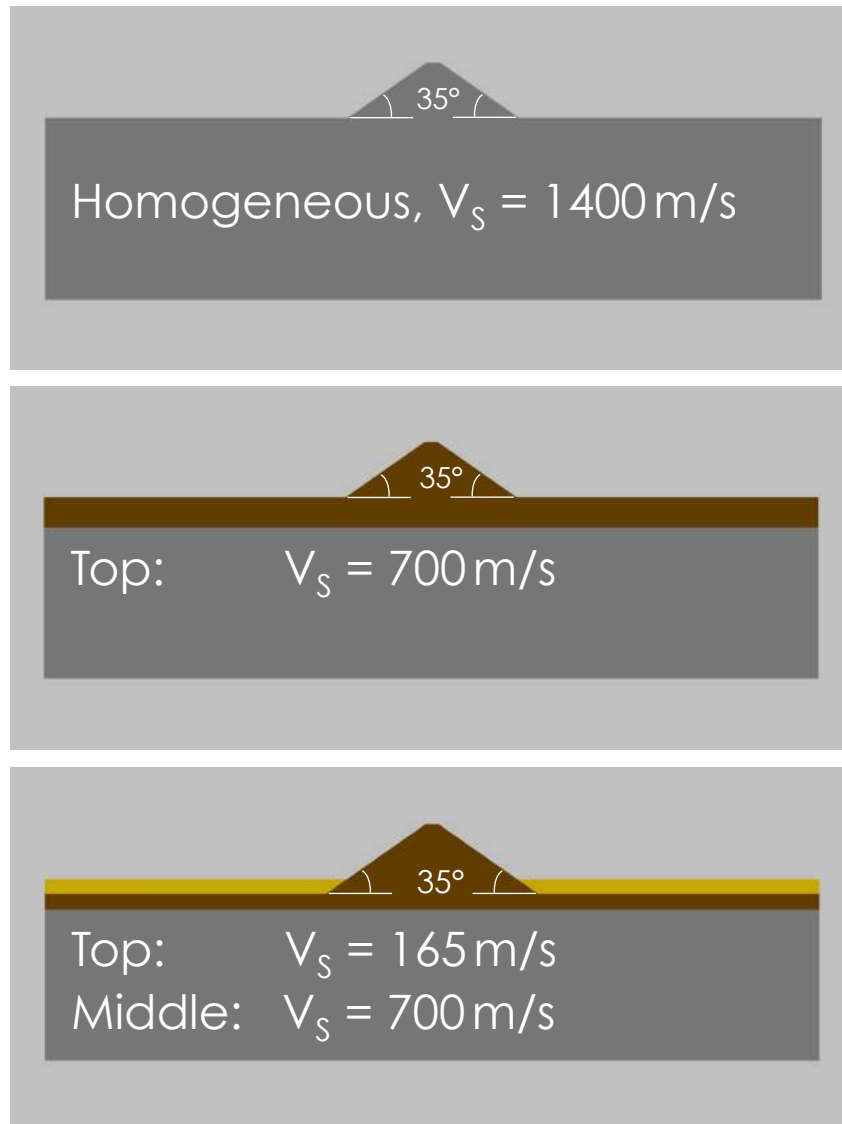 35°
Homogeneous, Vₛ = 1400 m/s
35°
Top: Vₛ = 700 m/s
35°
Top: Vₛ = 165 m/s
Middle: Vₛ = 700 m/s